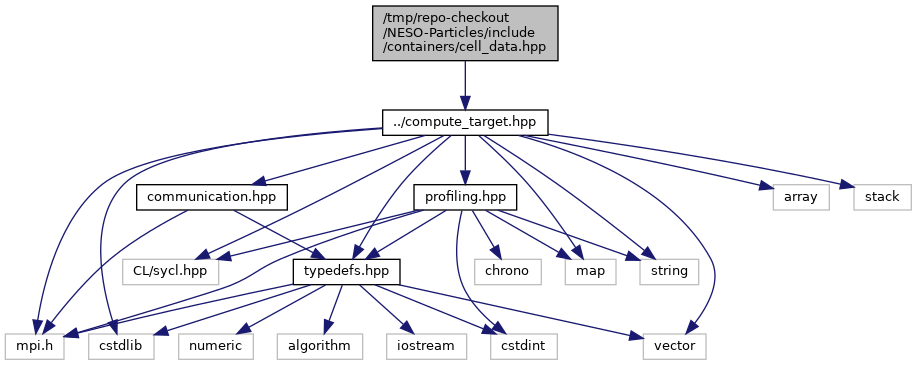 /tmp/repo-checkout
/NESO-Particles/include
/containers/cell_data.hpp
../compute_target.hpp
communication.hpp
profiling.hpp
array
stack
CL/sycl.hpp
typedefs.hpp
chrono
map
string
mpi.h
cstdlib
numeric
algorithm
iostream
cstdint
vector